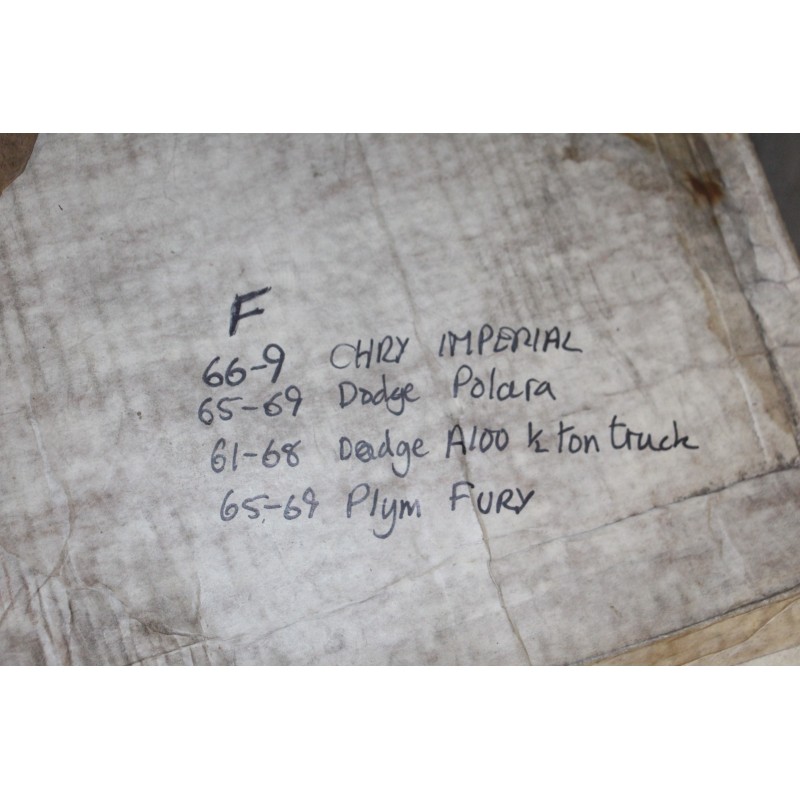 F
66-9 CHRY IMPERIAL
65-69 Dodge Polara
61-68 Dodge A100 ½ ton truck
65-69 Plym FURY